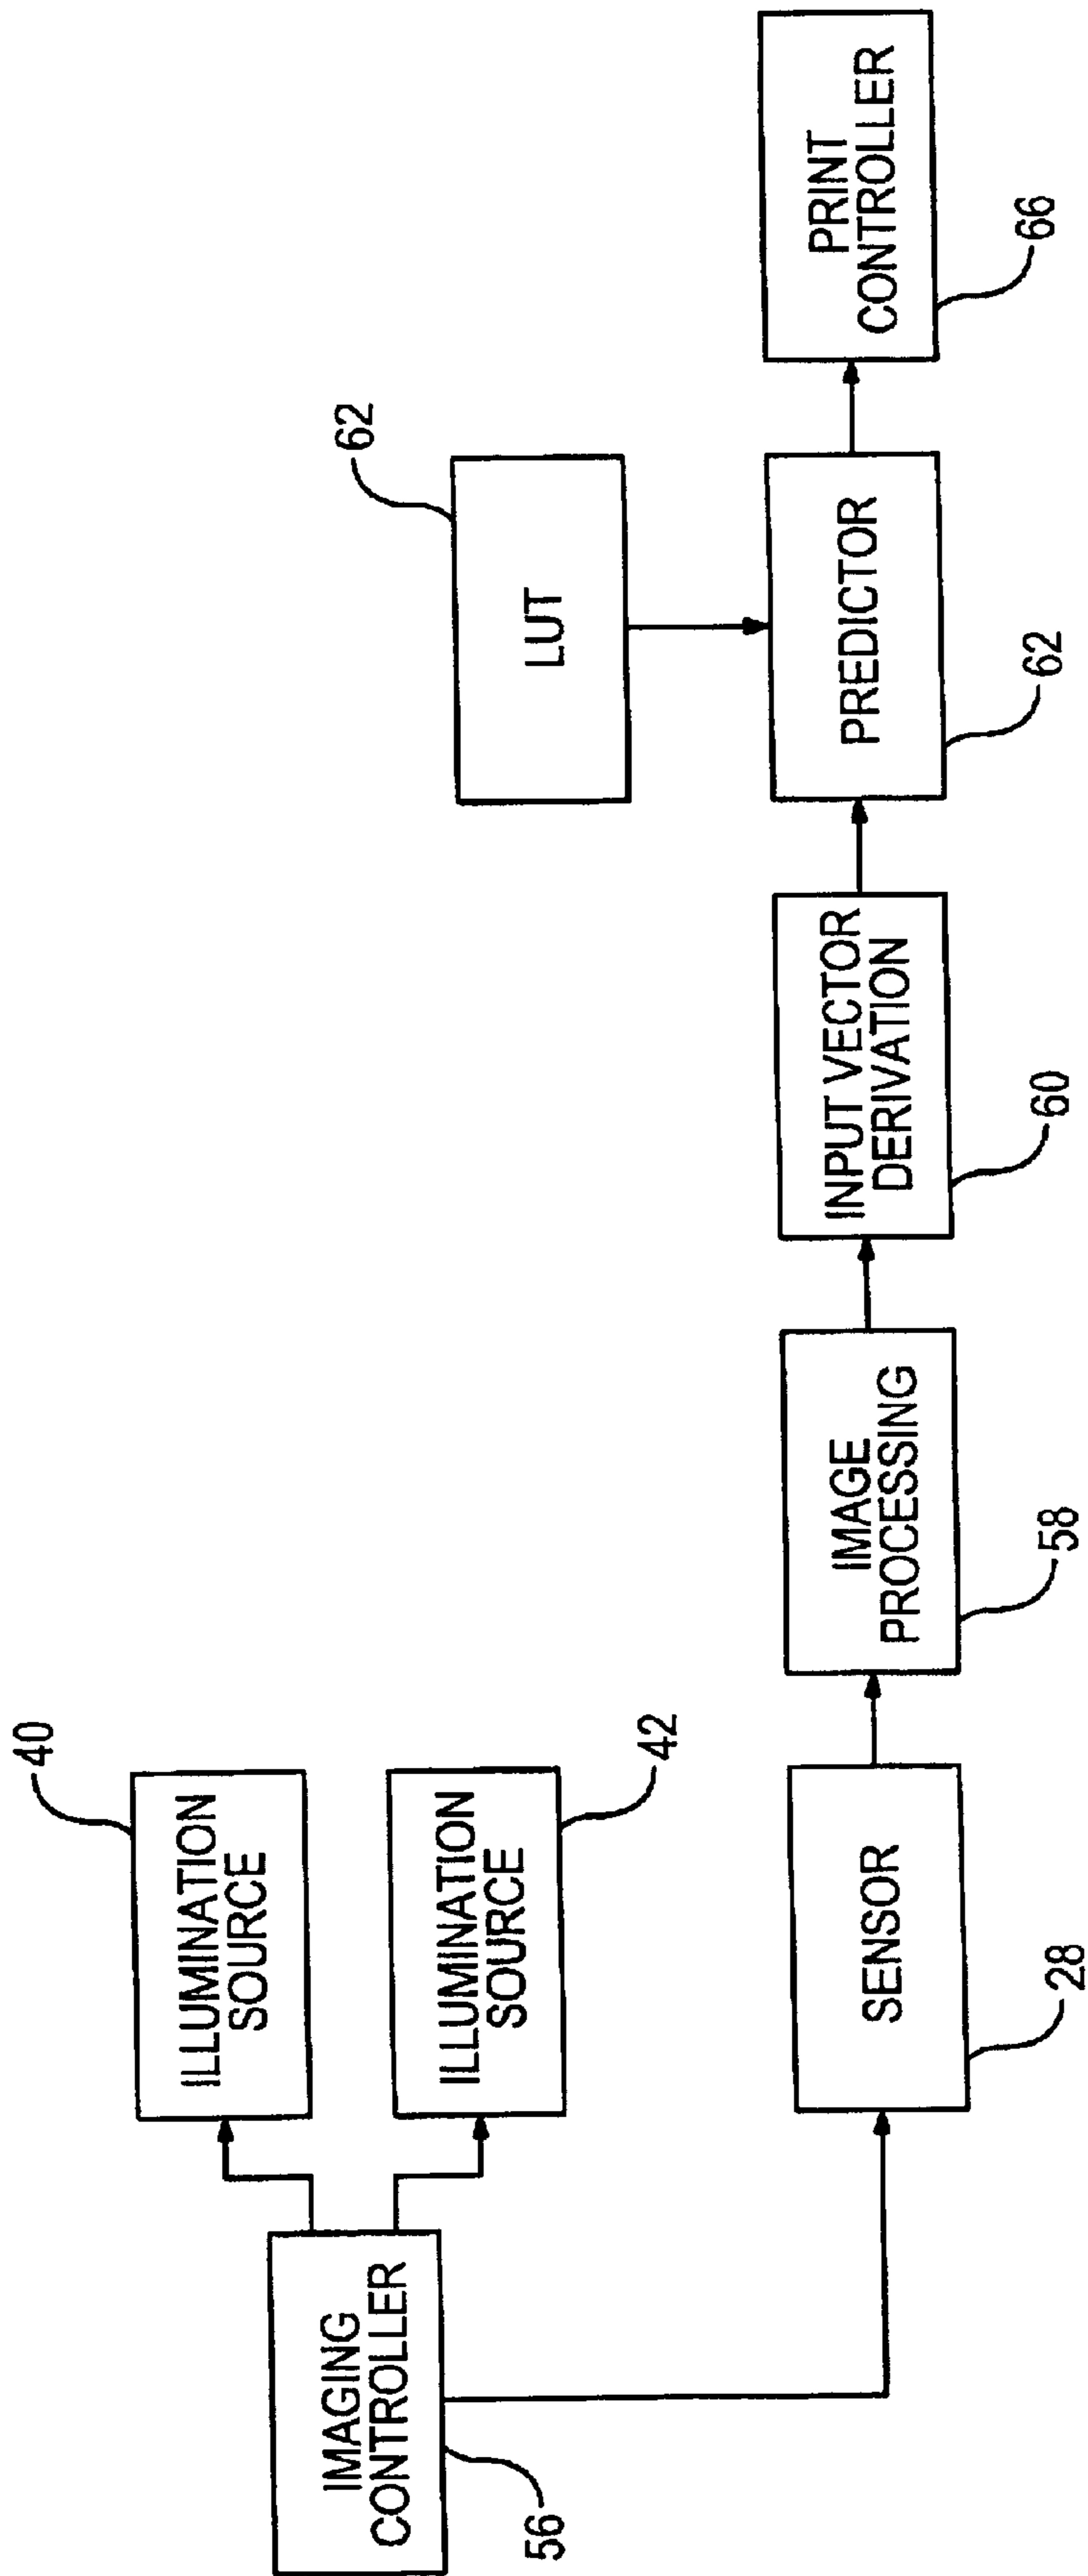 40
ILLUMINATION
SOURCE
IMAGING
CONTROLLER
56
ILLUMINATION
SOURCE
42
LUT
62
SENSOR
28
IMAGE
PROCESSING
58
INPUT VECTOR
DERIVATION
60
PREDICTOR
62
PRINT
CONTROLLER
66